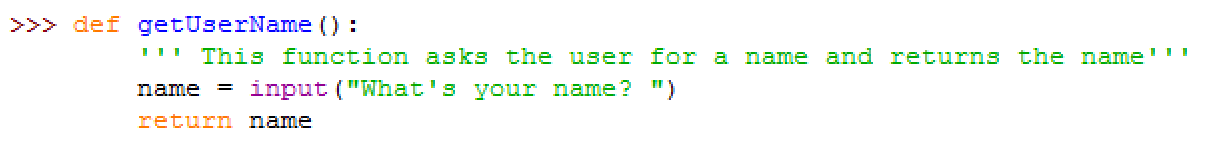 >>> def getUserName():
        ''' This function asks the user for a name and returns the name'''
        name = input("What's your name? ")
        return name